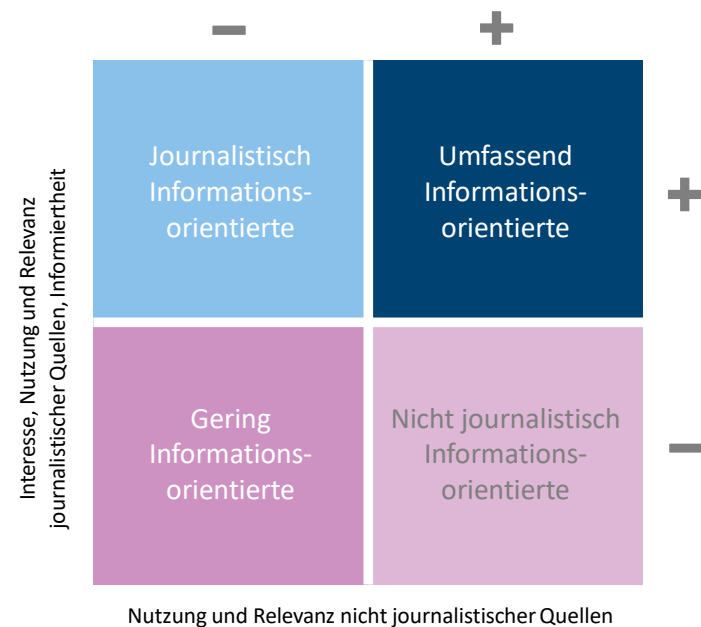 − +
Journalistisch
Informations-
orientierte
Umfassend
Informations-
orientierte
+
Interesse, Nutzung und Relevanz
journalistischer Quellen, Informiertheit
Gering
Informations-
orientierte
Nicht journalistisch
Informations-
orientierte
−
Nutzung und Relevanz nicht journalistischer Quellen